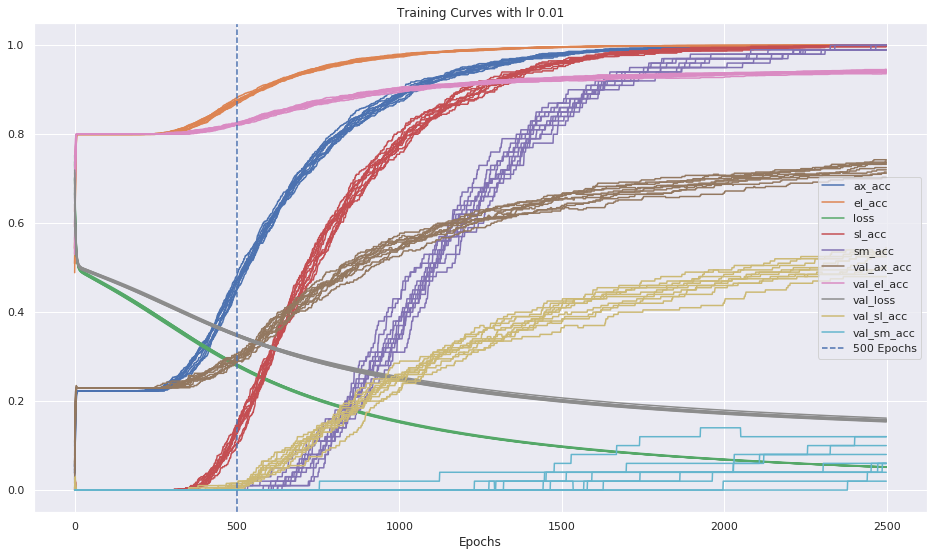 Training Curves with lr 0.01
1.0
0.8
0.6
0.4
0.2
0.0
ax_acc
el_acc
loss
sl_acc
sm_acc
val_ax_acc
val_el_acc
val_loss
val_sl_acc
val_sm_acc
500 Epochs
0
500
1000
1500
2000
2500
Epochs